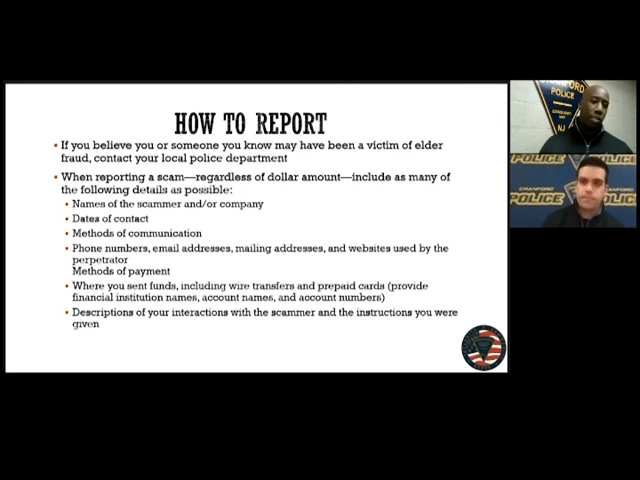 HOW TO REPORT
If you believe you or someone you know may have been a victim of elder
fraud, contact your local police department
When reporting a scam—regardless of dollar amount—include as many of
the following details as possible:
Names of the scammer and/or company
Dates of contact
Methods of communication
Phone numbers, email addresses, mailing addresses, and websites used by the
perpetrator
Methods of payment
Where you sent funds, including wire transfers and prepaid cards (provide
financial institution names, account names, and account numbers)
Descriptions of your interactions with the scammer and the instructions you were
given
POLICE
NJ
POLICE
CRANFORD
POLICE
POLICE